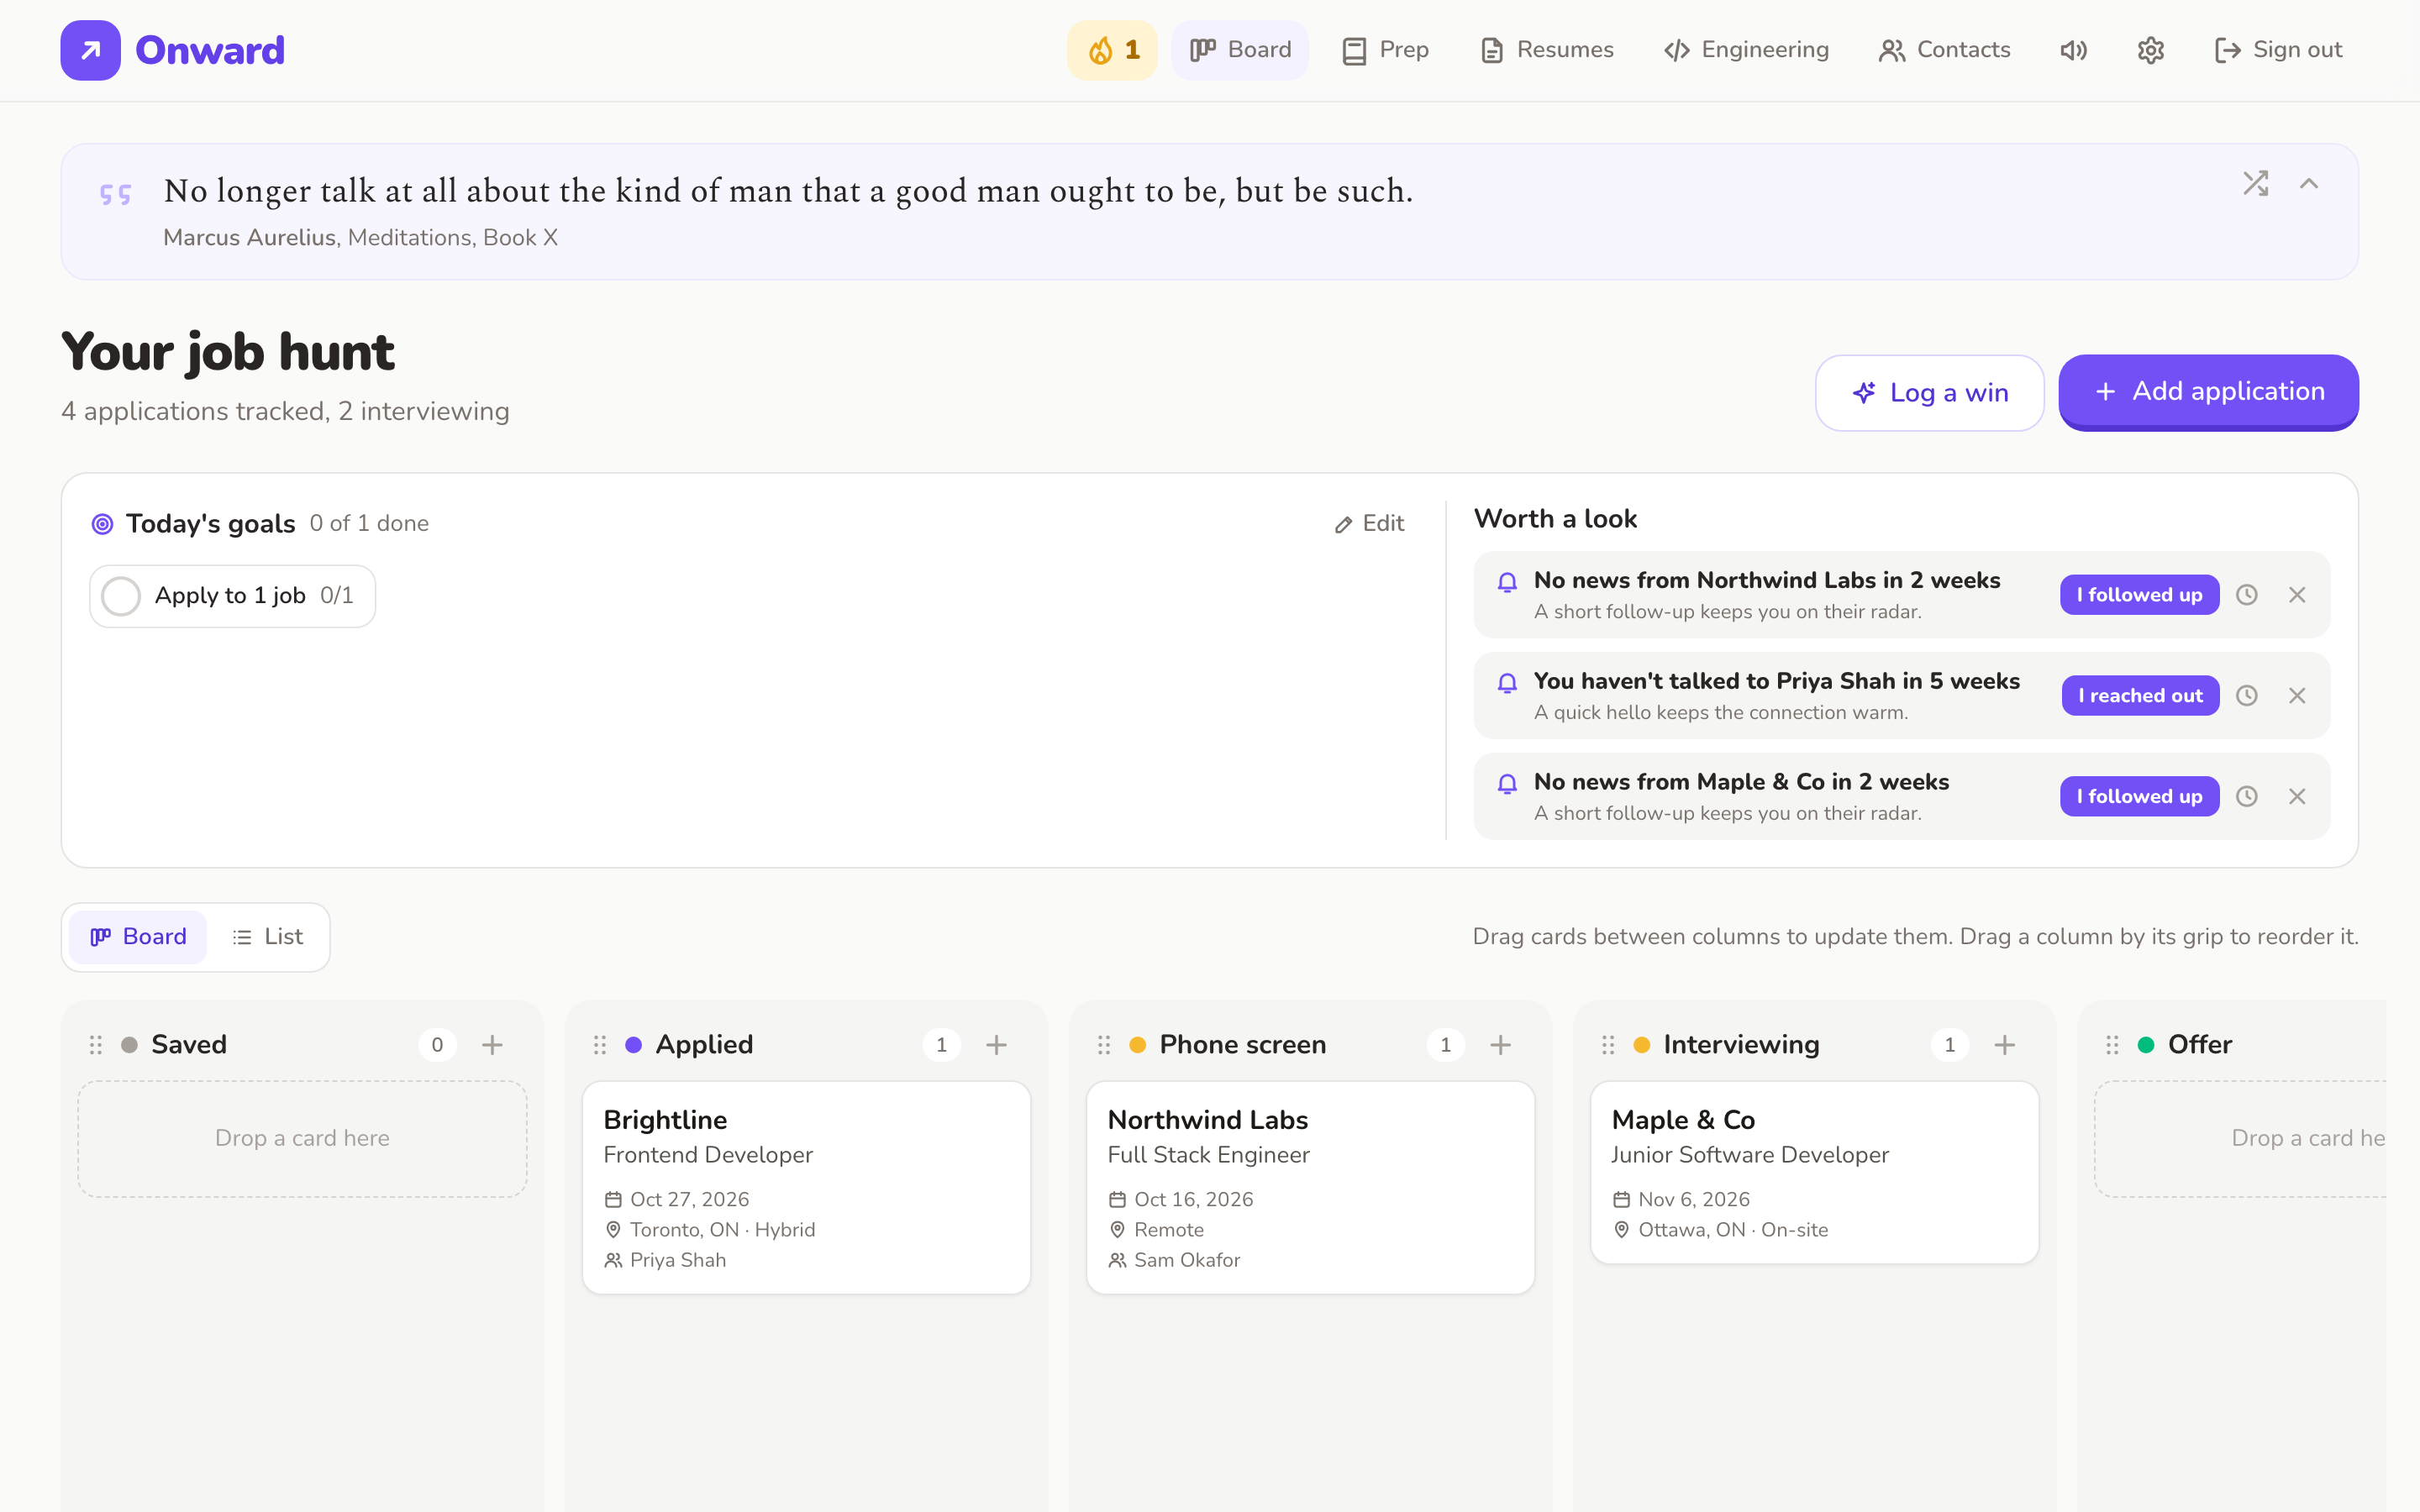 Onward
1
Board
Prep
Resumes
Engineering
Contacts
Sign out
No longer talk at all about the kind of man that a good man ought to be, but be such.
Marcus Aurelius, Meditations, Book X
Your job hunt
4 applications tracked, 2 interviewing
Log a win
Add application
Today's goals 0 of 1 done
Edit
Apply to 1 job 0/1
Worth a look
No news from Northwind Labs in 2 weeks
A short follow-up keeps you on their radar.
I followed up
You haven't talked to Priya Shah in 5 weeks
A quick hello keeps the connection warm.
I reached out
No news from Maple & Co in 2 weeks
A short follow-up keeps you on their radar.
I followed up
Board
List
Drag cards between columns to update them. Drag a column by its grip to reorder it.
Saved 0
Drop a card here
Applied 1
Brightline
Frontend Developer
Oct 27, 2026
Toronto, ON · Hybrid
Priya Shah
Phone screen 1
Northwind Labs
Full Stack Engineer
Oct 16, 2026
Remote
Sam Okafor
Interviewing 1
Maple & Co
Junior Software Developer
Nov 6, 2026
Ottawa, ON · On-site
Offer
Drop a card he